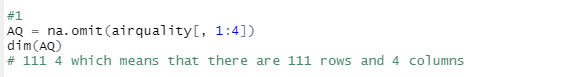 #1
AQ = na.omit(airquality[, 1:4])
dim(AQ)
# 111 4 which means that there are 111 rows and 4 columns